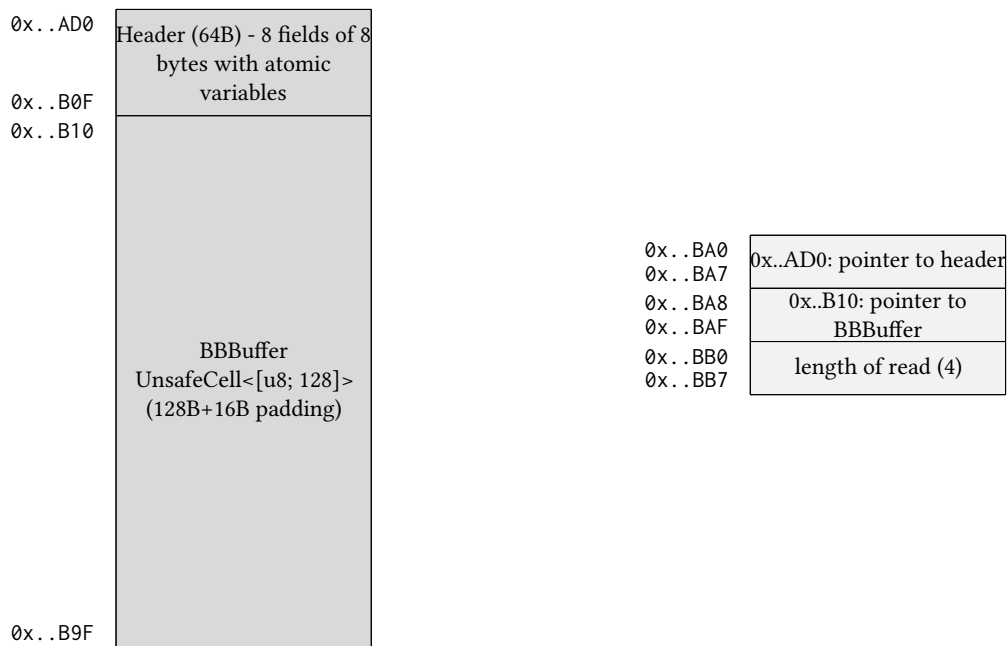 0x..AD0
Header (64B) - 8 fields of 8
bytes with atomic
variables
0x..B0F
0x..B10
BBBuffer
UnsafeCell<[u8; 128]>
(128B+16B padding)
0x..B9F
0x..BA0
0x..BA7
0x..AD0: pointer to header
0x..BA8
0x..BAF
0x..B10: pointer to
BBBuffer
0x..BB0
0x..BB7
length of read (4)